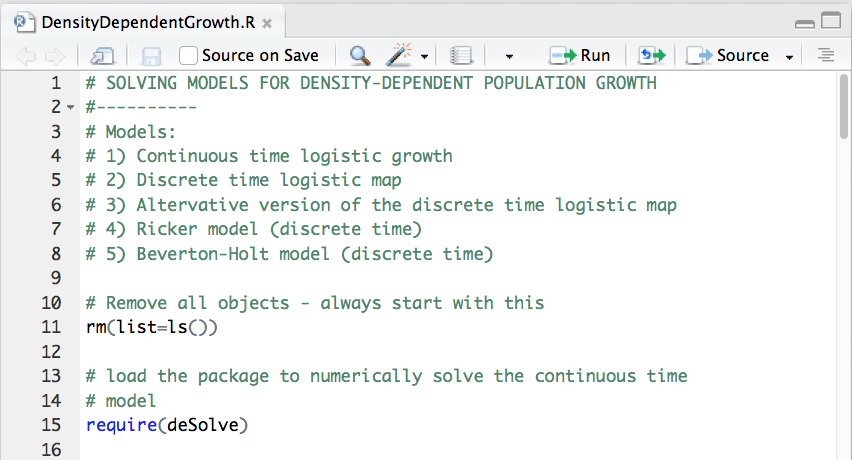 DensityDependentGrowth.R
Source on Save
Run
Source
1 # SOLVING MODELS FOR DENSITY-DEPENDENT POPULATION GROWTH
2 #----------
3 # Models:
4 # 1) Continuous time logistic growth
5 # 2) Discrete time logistic map
6 # 3) Altervative version of the discrete time logistic map
7 # 4) Ricker model (discrete time)
8 # 5) Beverton-Holt model (discrete time)
9
10 # Remove all objects - always start with this
11 rm(list=ls())
12
13 # load the package to numerically solve the continuous time
14 # model
15 require(deSolve)
16